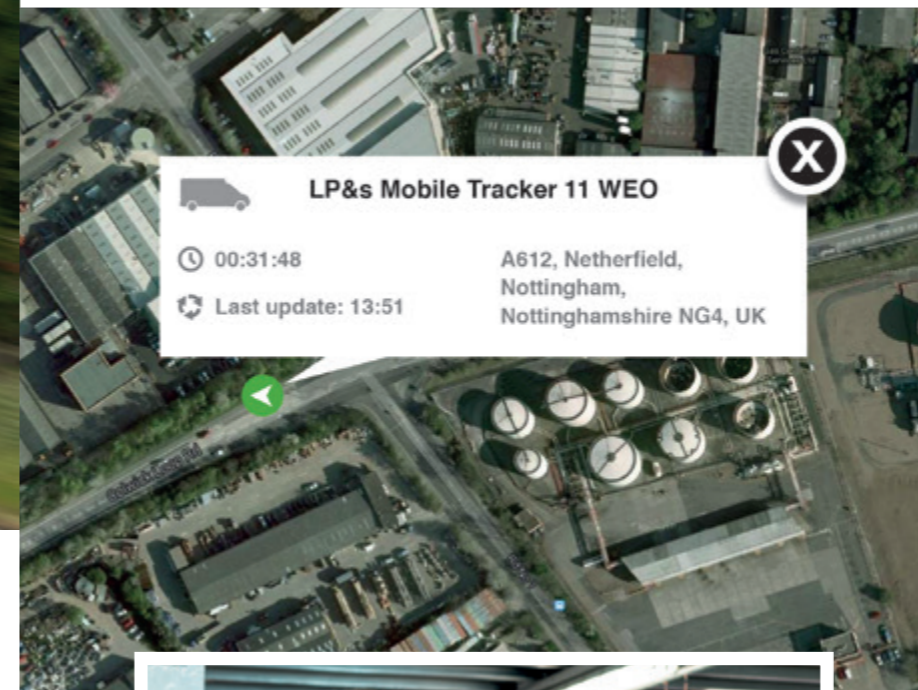 LP&s Mobile Tracker 11 WEO
00:31:48
Last update: 13:51
A612, Netherfield,
Nottingham,
Nottinghamshire NG4, UK
X